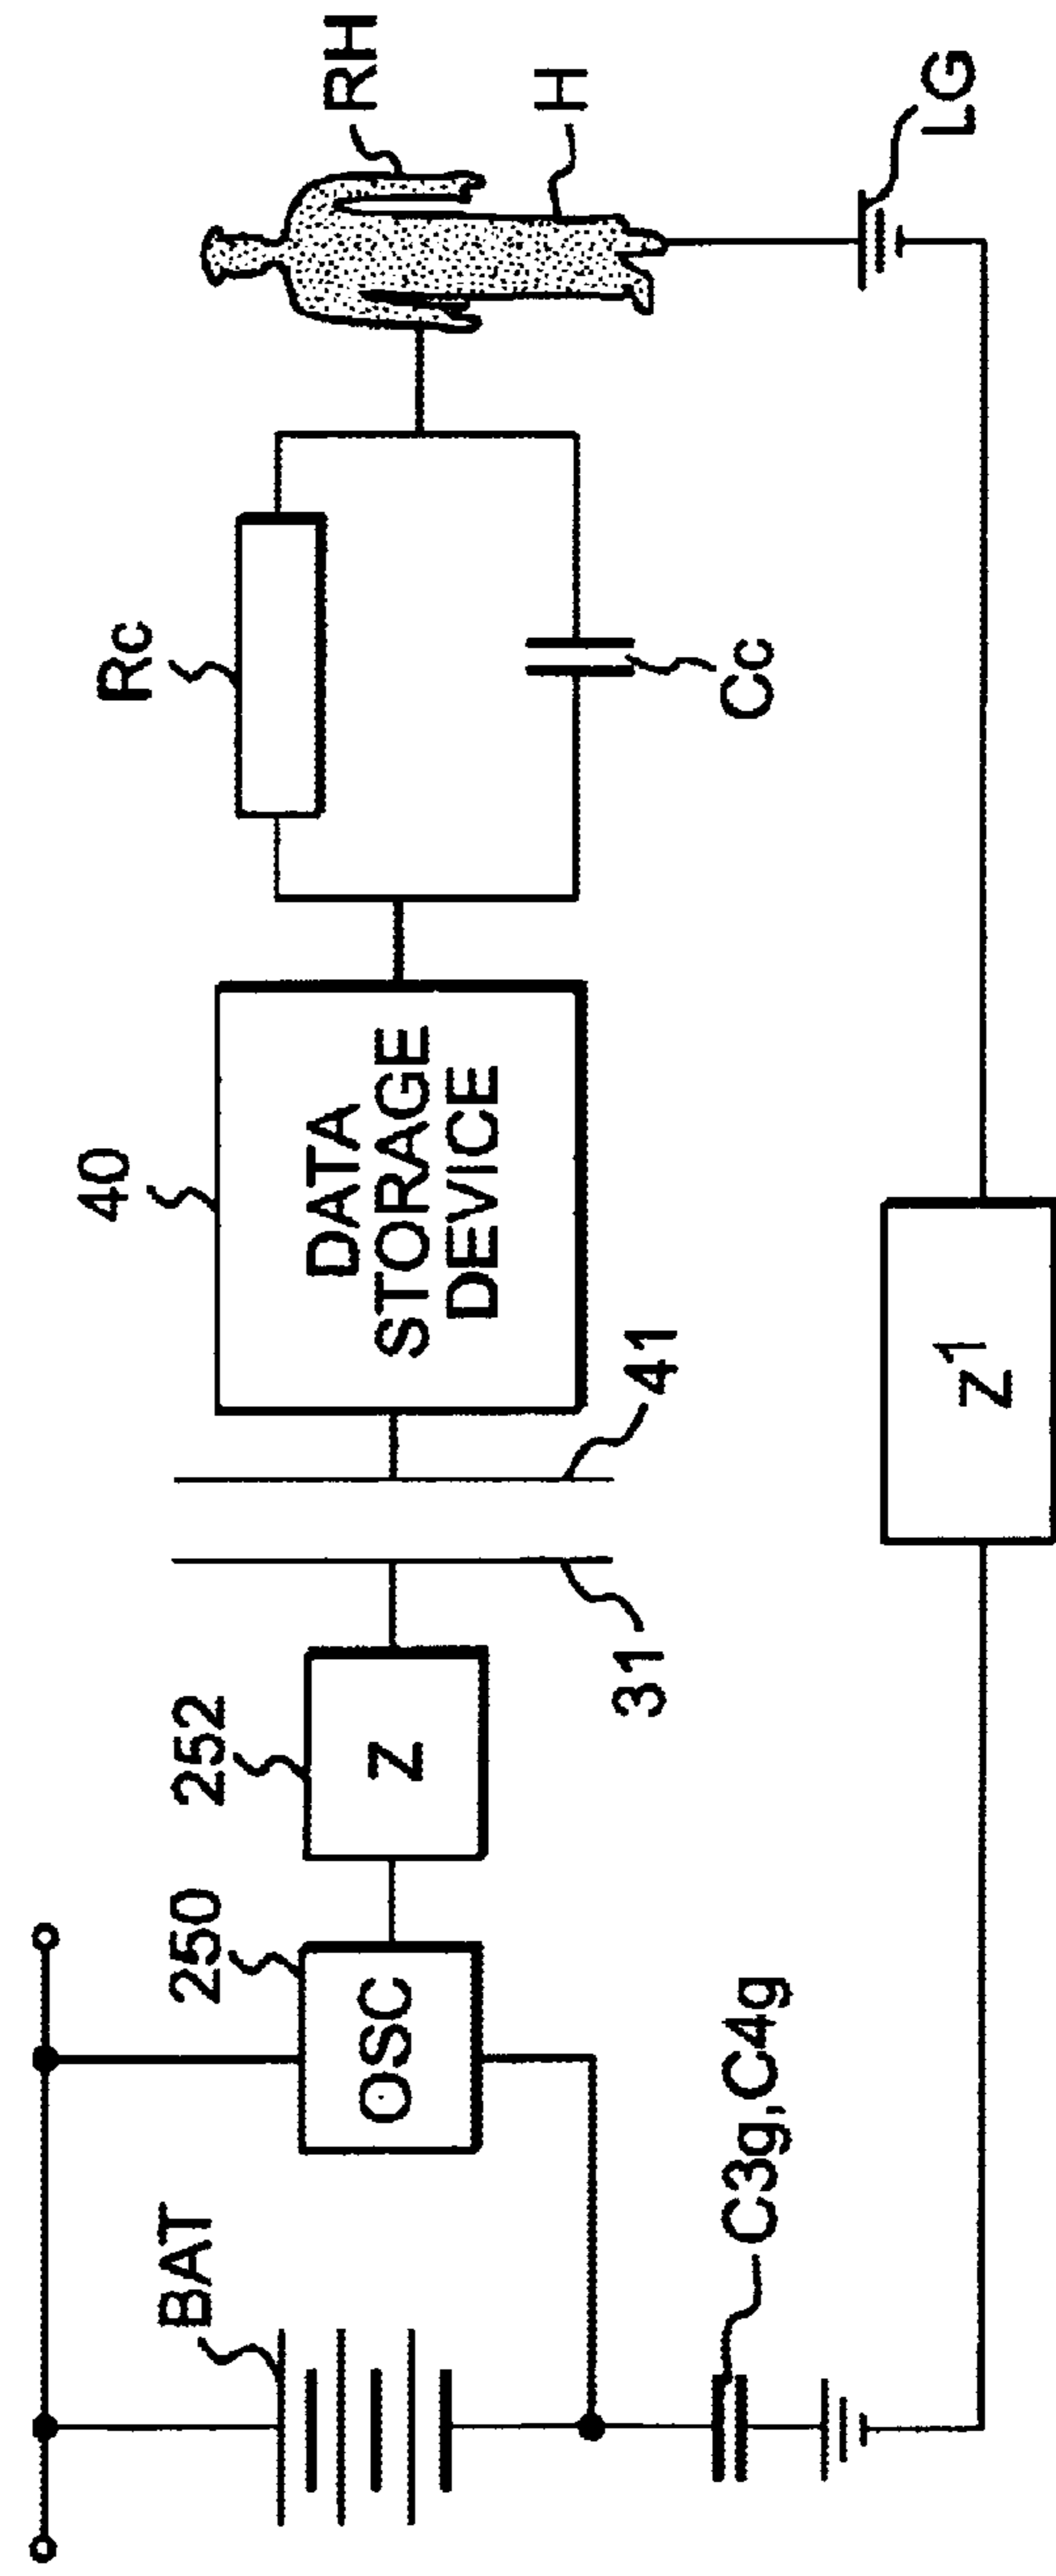 BAT
250
OSC
252
Z
31
41
40
DATA
STORAGE
DEVICE
Rc
Cc
RH
H
LG
C3g,C4g
Z1